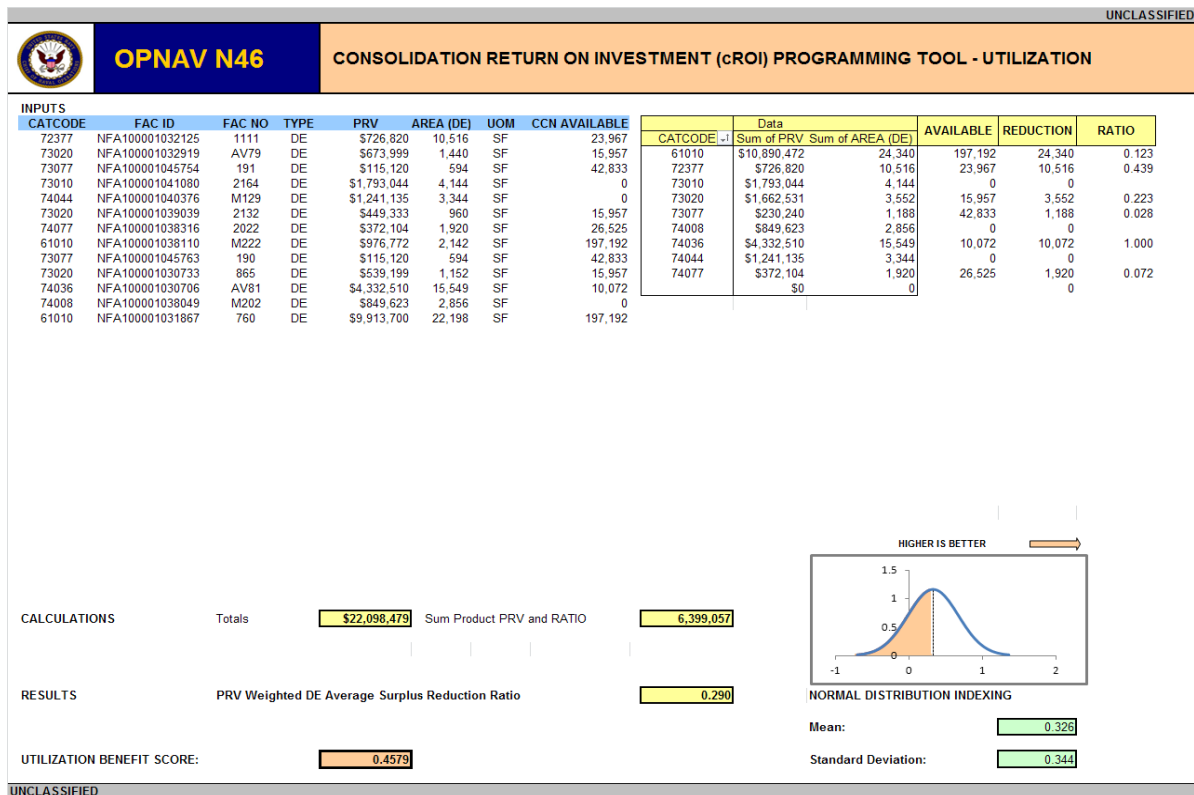 UNCLASSIFIED
OPNAV N46
CONSOLIDATION RETURN ON INVESTMENT (cROI) PROGRAMMING TOOL - UTILIZATION
INPUTS
CATCODE FAC ID FAC NO TYPE PRV AREA (DE) UOM CCN AVAILABLE
72377 NFA100001032125 1111 DE $726,820 10,516 SF 23,967
73020 NFA100001032919 AV79 DE $673,999 1,440 SF 15,957
73077 NFA100001045754 191 DE $115,120 594 SF 42,833
73010 NFA100001041080 2164 DE $1,793,044 4,144 SF 0
74044 NFA100001040376 M129 DE $1,241,135 3,344 SF 0
73020 NFA100001039039 2132 DE $449,333 960 SF 15,957
74077 NFA100001038316 2022 DE $372,104 1,920 SF 26,525
61010 NFA100001038110 M222 DE $976,772 2,142 SF 197,192
73077 NFA100001045763 190 DE $115,120 594 SF 42,833
73020 NFA100001030733 865 DE $539,199 1,152 SF 15,957
74036 NFA100001030706 AV81 DE $4,332,510 15,549 SF 10,072
74008 NFA100001038049 M202 DE $849,623 2,856 SF 0
61010 NFA100001031867 760 DE $9,913,700 22,198 SF 197,192
Data
CATCODE Sum of PRV Sum of AREA (DE) AVAILABLE REDUCTION RATIO
61010 $10,890,472 24,340 197,192 24,340 0.123
72377 $726,820 10,516 23,967 10,516 0.439
73010 $1,793,044 4,144 0 0
73020 $1,662,531 3,552 15,957 3,552 0.223
73077 $230,240 1,188 42,833 1,188 0.028
74008 $849,623 2,856 0 0
74036 $4,332,510 15,549 10,072 10,072 1.000
74044 $1,241,135 3,344 0 0
74077 $372,104 1,920 26,525 1,920 0.072
$0 0 0
HIGHER IS BETTER
1.5
1
0.5
0
-1 0 1 2
CALCULATIONS Totals $22,098,479 Sum Product PRV and RATIO 6,399,057
RESULTS PRV Weighted DE Average Surplus Reduction Ratio 0.290
NORMAL DISTRIBUTION INDEXING
Mean: 0.326
UTILIZATION BENEFIT SCORE: 0.4579
Standard Deviation: 0.344
UNCLASSIFIED